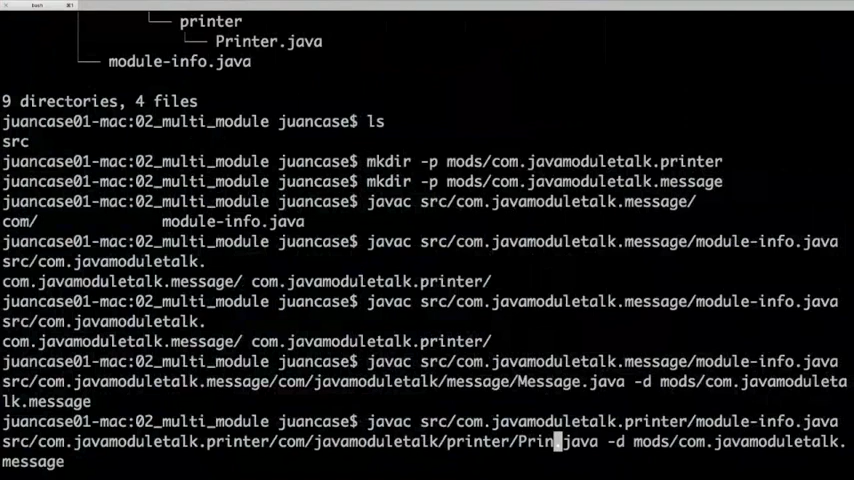 bash
⌘1
└── printer
└── Printer.java
└── module-info.java
9 directories, 4 files
juancase01-mac:02_multi_module juancase$ ls
src
juancase01-mac:02_multi_module juancase$ mkdir -p mods/com.javamoduletalk.printer
juancase01-mac:02_multi_module juancase$ mkdir -p mods/com.javamoduletalk.message
juancase01-mac:02_multi_module juancase$ javac src/com.javamoduletalk.message/
com/ module-info.java
juancase01-mac:02_multi_module juancase$ javac src/com.javamoduletalk.message/module-info.java
src/com.javamoduletalk.
com.javamoduletalk.message/ com.javamoduletalk.printer/
juancase01-mac:02_multi_module juancase$ javac src/com.javamoduletalk.message/module-info.java
src/com.javamoduletalk.
com.javamoduletalk.message/ com.javamoduletalk.printer/
juancase01-mac:02_multi_module juancase$ javac src/com.javamoduletalk.message/module-info.java
src/com.javamoduletalk.message/com/javamoduletalk/message/Message.java -d mods/com.javamoduleta
lk.message
juancase01-mac:02_multi_module juancase$ javac src/com.javamoduletalk.printer/module-info.java
src/com.javamoduletalk.printer/com/javamoduletalk/printer/Prin.java -d mods/com.javamoduletalk.
message